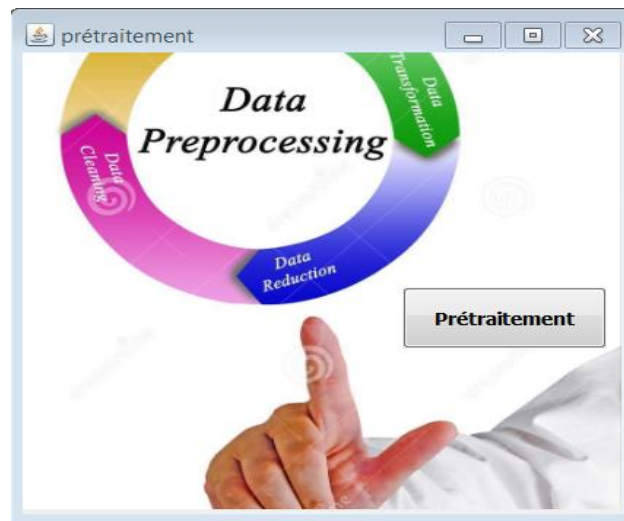 prétraitement
Data
Transformation
Data
Preprocessing
Data
Cleaning
Data
Reduction
Prétraitement